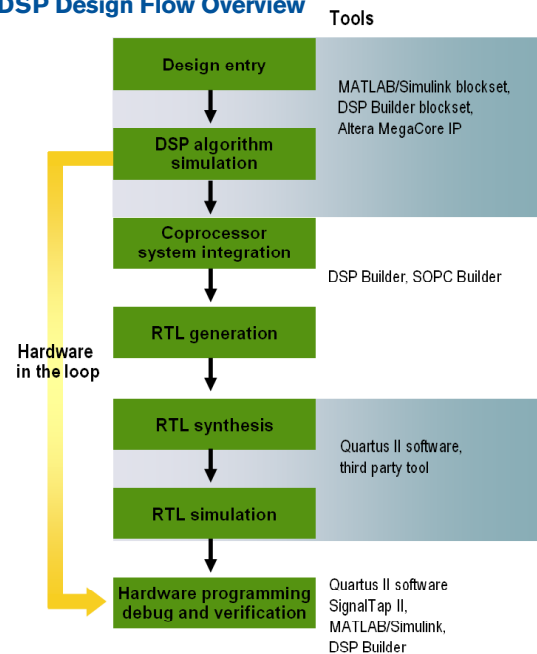 DSP Design Flow Overview
Tools
Design entry
MATLAB/Simulink blockset,
DSP Builder blockset,
Altera MegaCore IP
DSP algorithm
simulation
Coprocessor
system integration
DSP Builder, SOPC Builder
RTL generation
Hardware
in the loop
RTL synthesis
Quartus II software,
third party tool
RTL simulation
Hardware programming
debug and verification
Quartus II software
SignalTap II,
MATLAB/Simulink,
DSP Builder